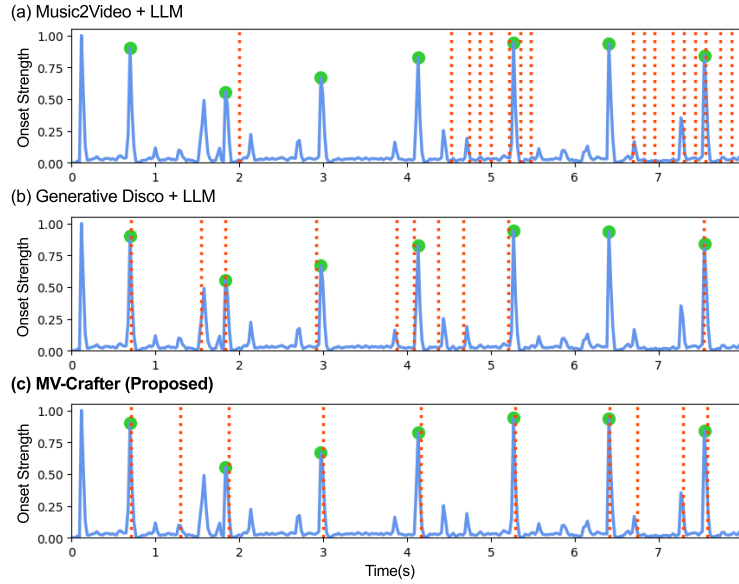 (a) Music2Video + LLM
Onset Strength
1.00
0.75
0.50
0.25
0.00
0 1 2 3 4 5 6 7
(b) Generative Disco + LLM
Onset Strength
1.00
0.75
0.50
0.25
0.00
0 1 2 3 4 5 6 7
(c) MV-Crafter (Proposed)
Onset Strength
1.00
0.75
0.50
0.25
0.00
0 1 2 3 4 5 6 7
Time(s)